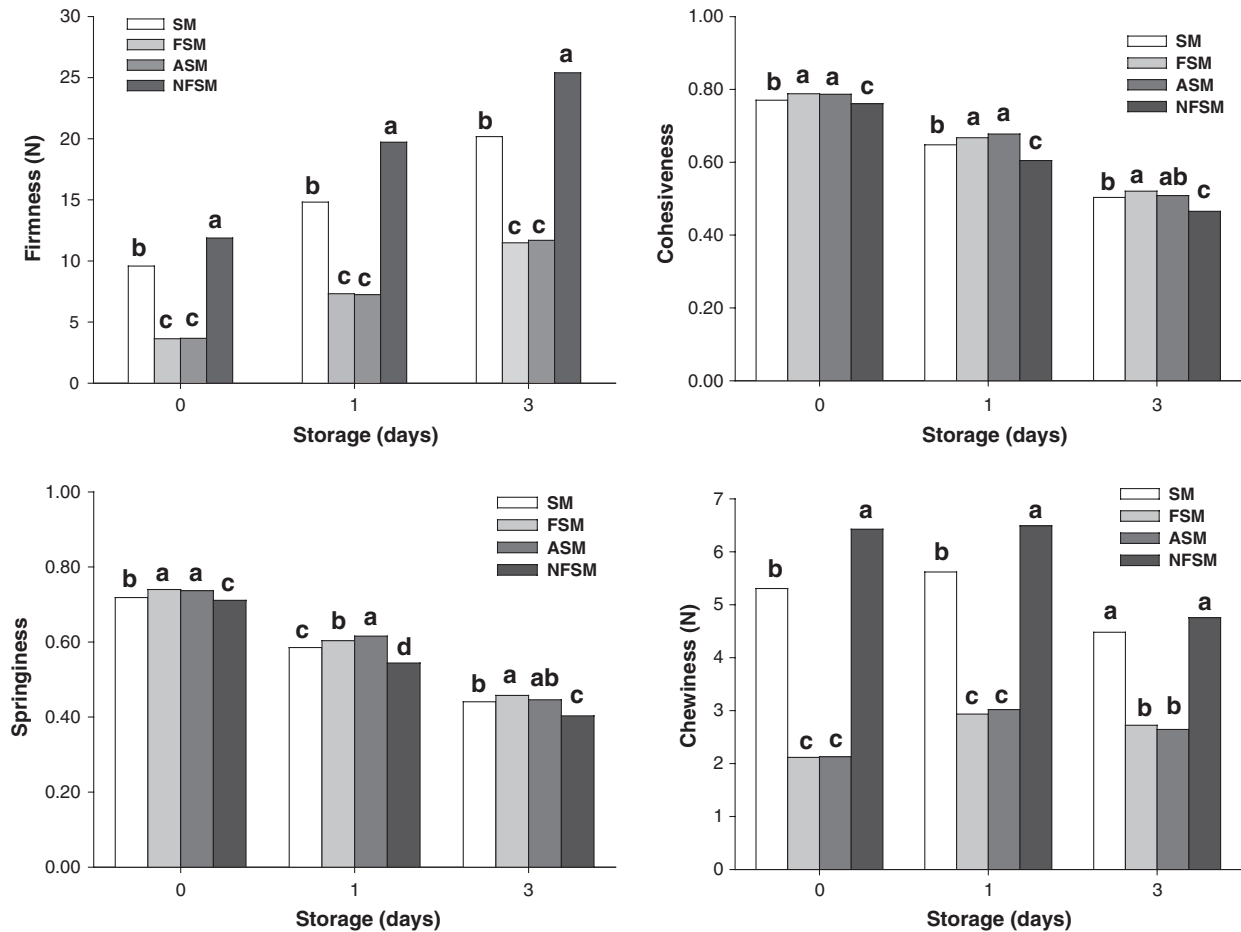 Firmness (N)
30
25
20
15
10
5
0
SM
FSM
ASM
NFSM
b c c a
b c c a
b c c a
0 1 3
Storage (days)
Cohesiveness
1.00
0.80
0.60
0.40
0.20
0.00
SM
FSM
ASM
NFSM
b a a c
b a a c
b a ab c
0 1 3
Storage (days)
Springiness
1.00
0.80
0.60
0.40
0.20
0.00
SM
FSM
ASM
NFSM
b a a c
c b a d
b a ab c
0 1 3
Storage (days)
Chewiness (N)
7
6
5
4
3
2
1
0
SM
FSM
ASM
NFSM
b c c a
b c c a
a b b a
0 1 3
Storage (days)